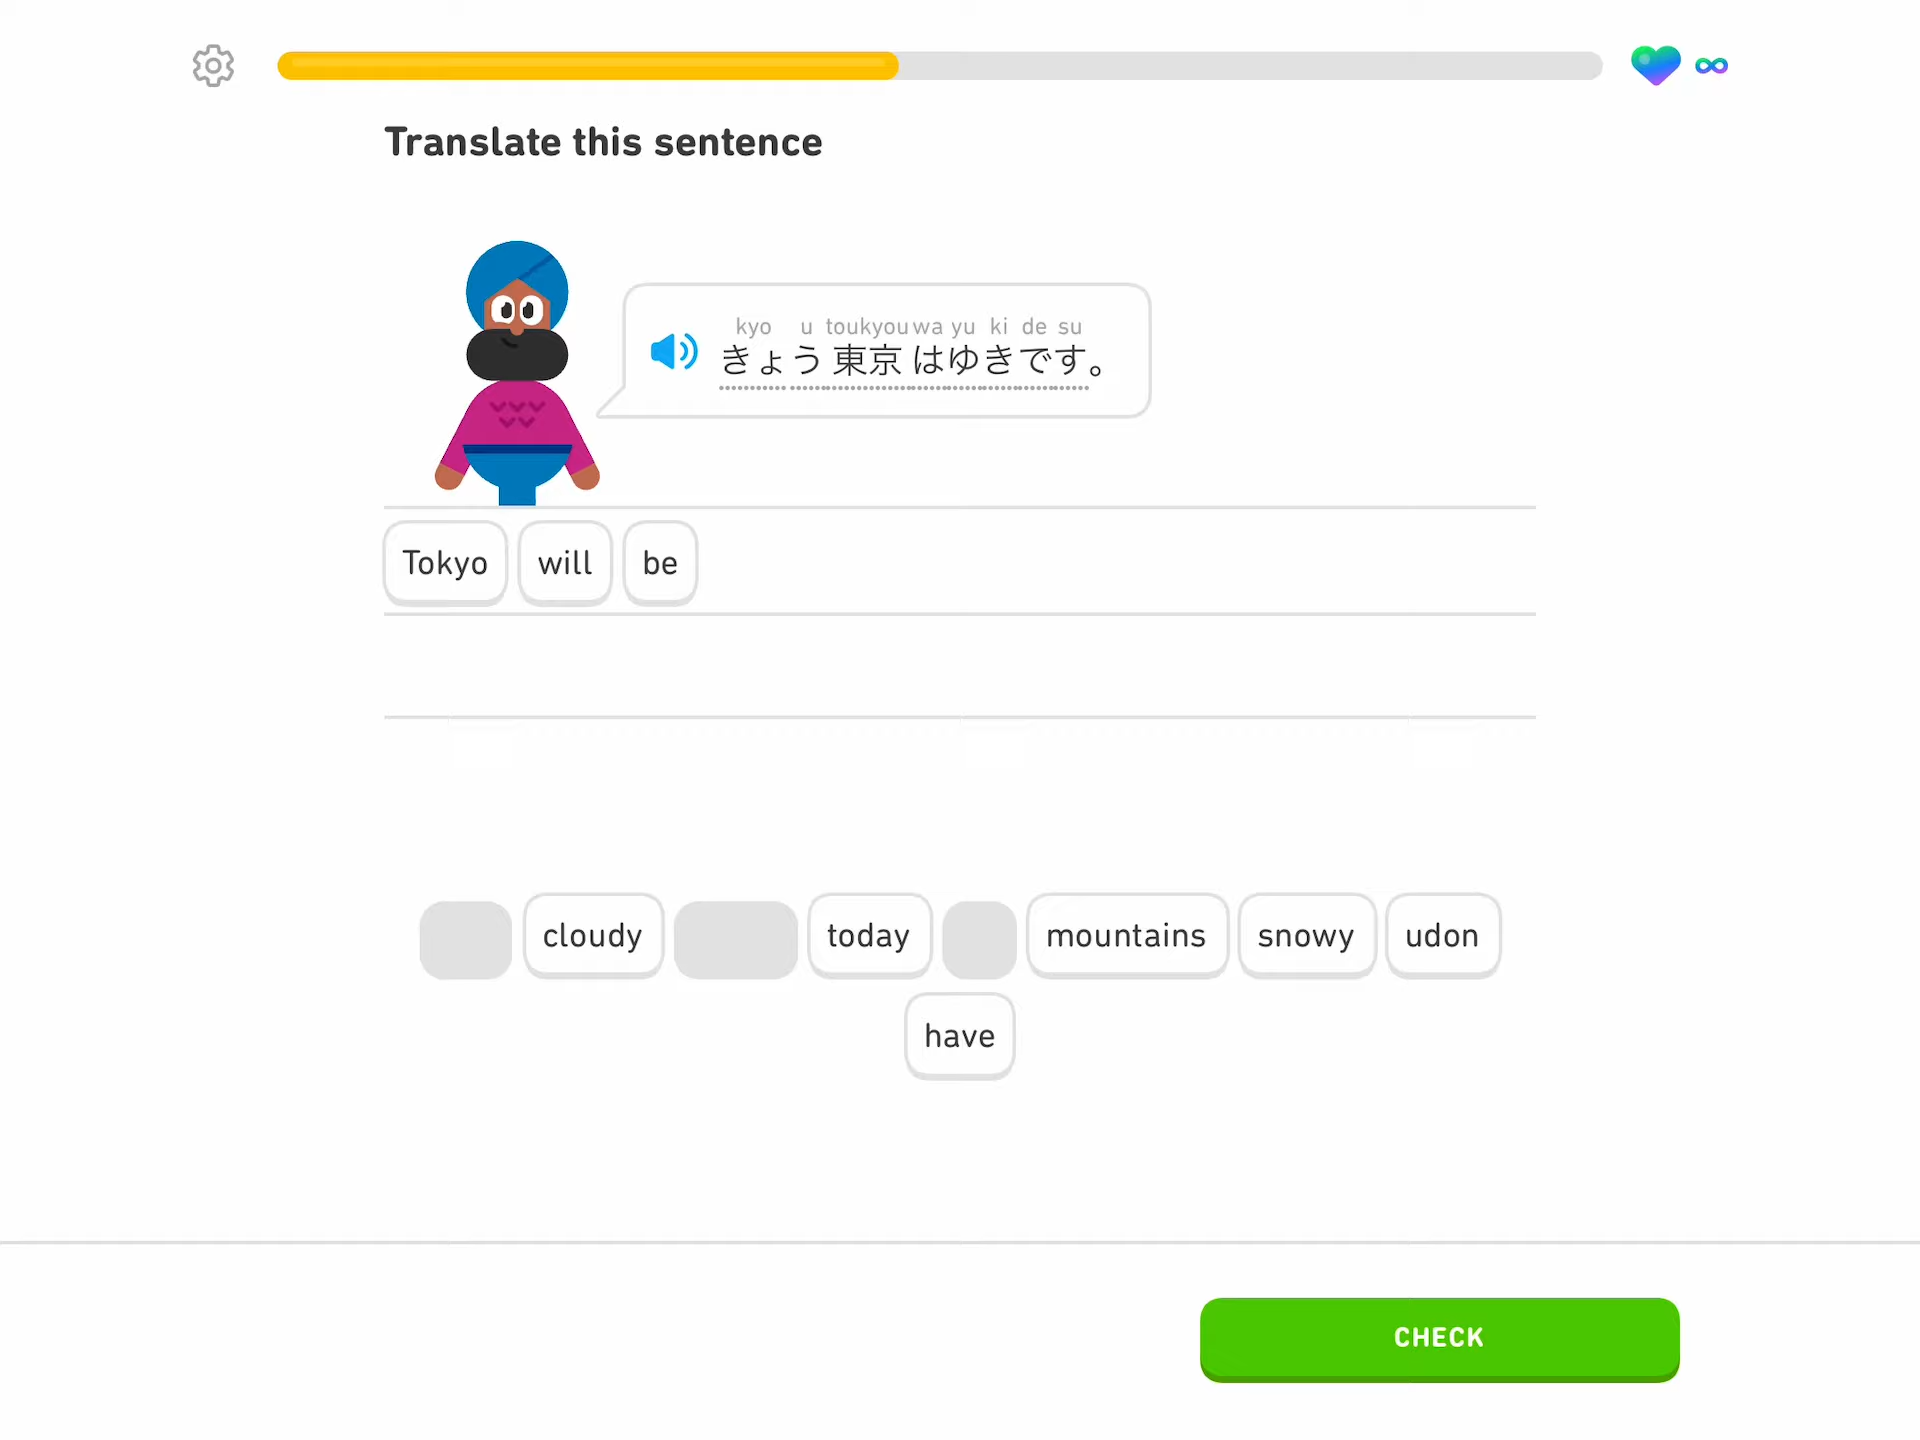 Translate this sentence
kyo u toukyou wa yu ki de su
きょう東京はゆきです。
Tokyo will be
cloudy today mountains snowy udon
have
CHECK